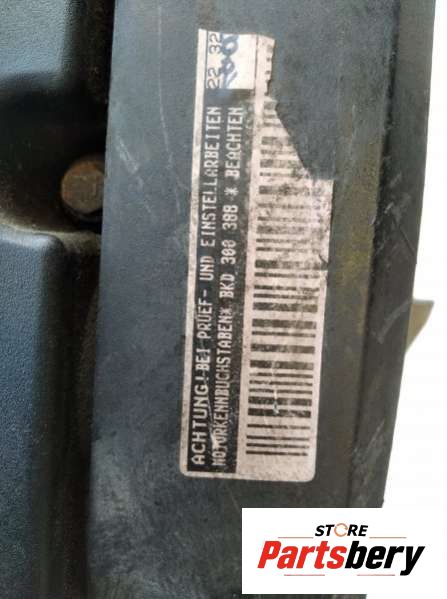 ACHTUNG!BEI PRUEF- UND EINSTELLARBEITEN
MOTORKENNBUCHSTABEN* BKD 300 388 * BEACHTEN
22 32
STORE
Partsbery